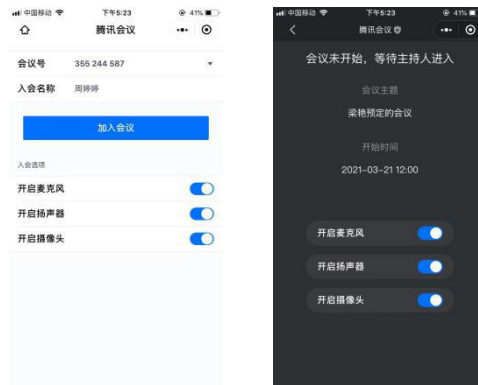 中国移动 下午5:23 41%
腾讯会议
会议号 355 244 587
入会名称 周婷婷
加入会议
入会选项
开启麦克风
开启扬声器
开启摄像头
中国移动 下午5:23 41%
腾讯会议
会议未开始，等待主持人进入
会议主题
梁艳预定的会议
开始时间
2021-03-21 12:00
开启麦克风
开启扬声器
开启摄像头